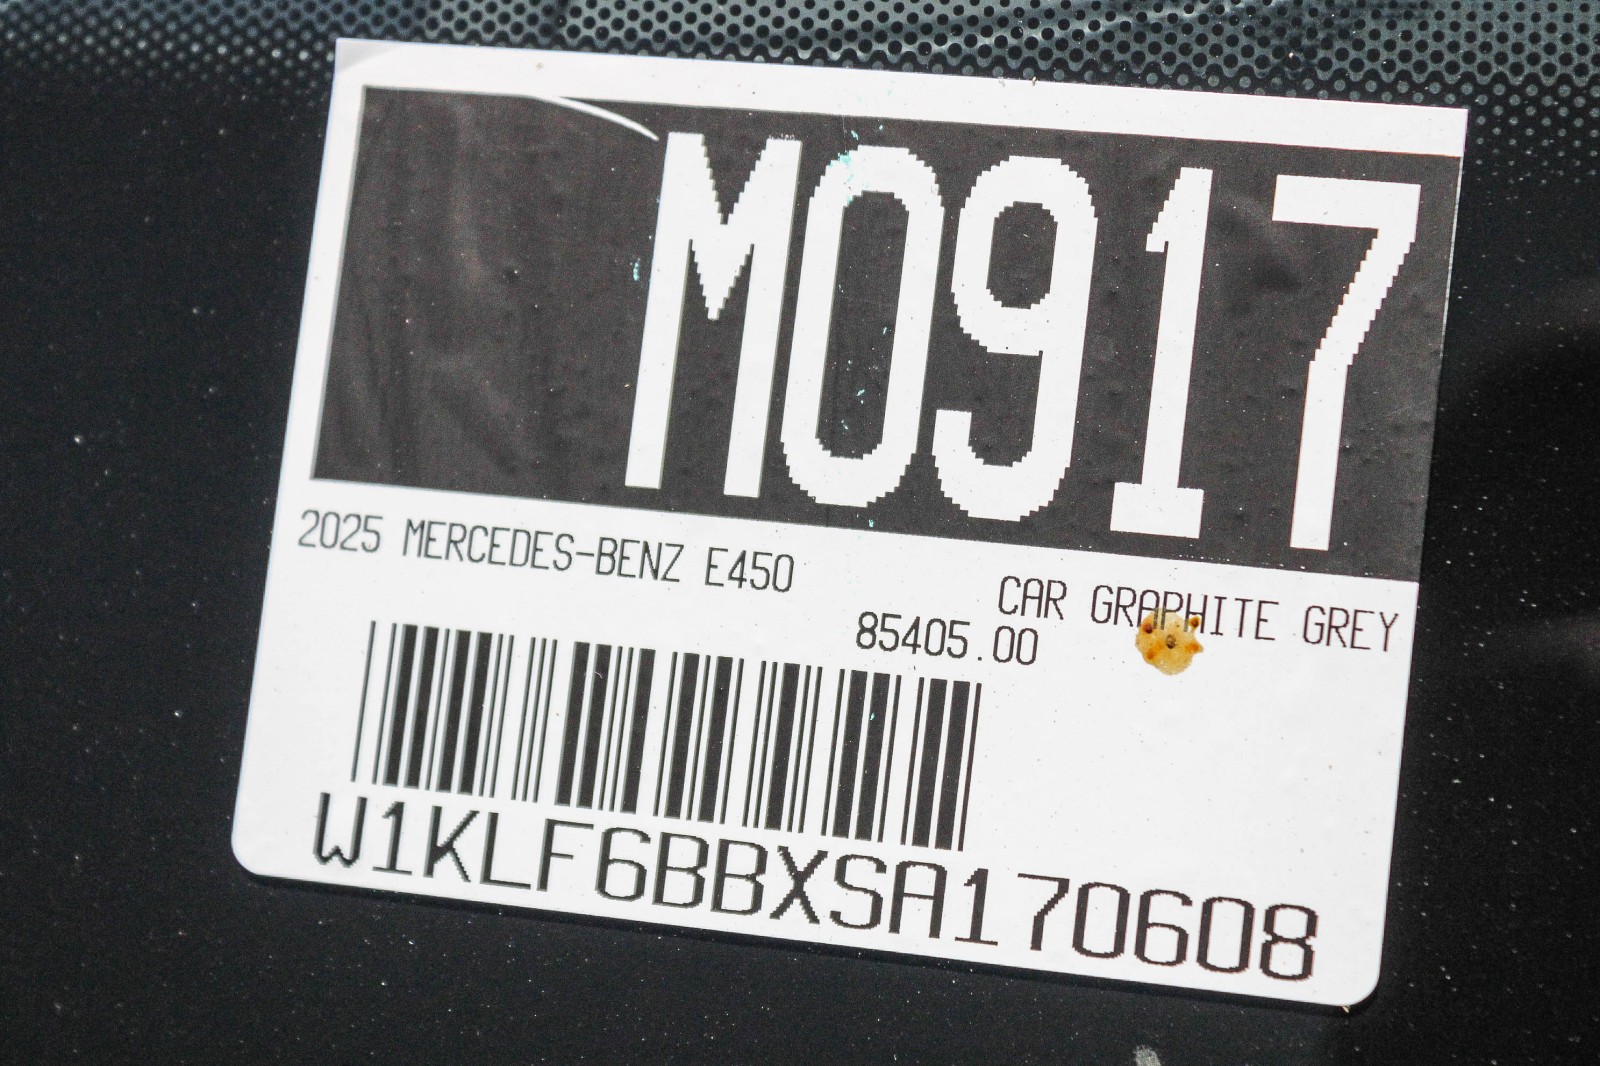 M0917
2025 MERCEDES-BENZ E450
CAR GRAPHITE GREY
85405.00
W1KLF6BBXSA170608